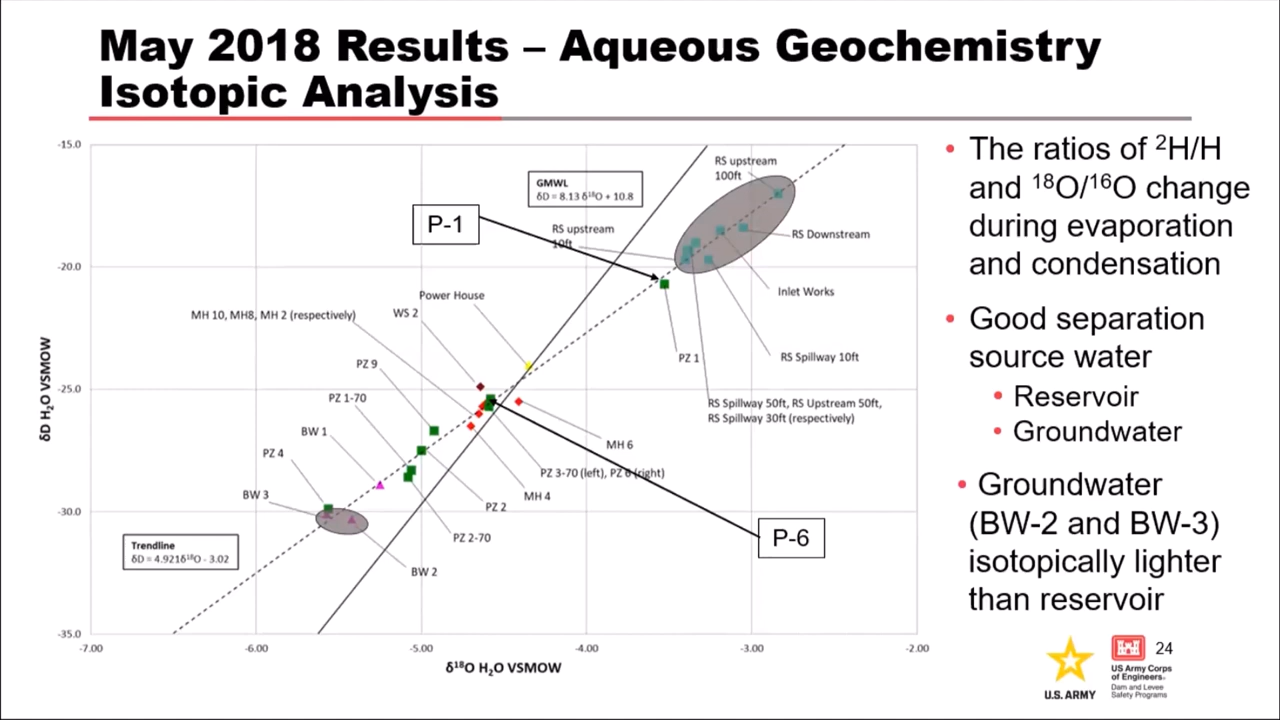 May 2018 Results – Aqueous Geochemistry
Isotopic Analysis
-15.0
-20.0
-25.0
-30.0
-35.0
δD H₂O VSMOW
-7.00
-6.00
-5.00
-4.00
-3.00
-2.00
δ¹⁸O H₂O VSMOW
GMWL
δD = 8.13 δ¹⁸O + 10.8
RS upstream
100ft
P-1
RS upstream
10ft
RS Downstream
Inlet Works
Power House
WS 2
MH 10, MH8, MH 2 (respectively)
PZ 1
RS Spillway 10ft
PZ 9
PZ 1-70
RS Spillway 50ft, RS Upstream 50ft,
RS Spillway 30ft (respectively)
BW 1
MH 6
PZ 4
PZ 3-70 (left), PZ 6 (right)
BW 3
MH 4
PZ 2
PZ 2-70
P-6
Trendline
δD = 4.921δ¹⁸O - 3.02
BW 2
• The ratios of ²H/H
and ¹⁸O/¹⁶O change
during evaporation
and condensation
• Good separation
source water
• Reservoir
• Groundwater
• Groundwater
(BW-2 and BW-3)
isotopically lighter
than reservoir
U.S. ARMY
24
US Army Corps
of Engineers®
Dam and Levee
Safety Programs